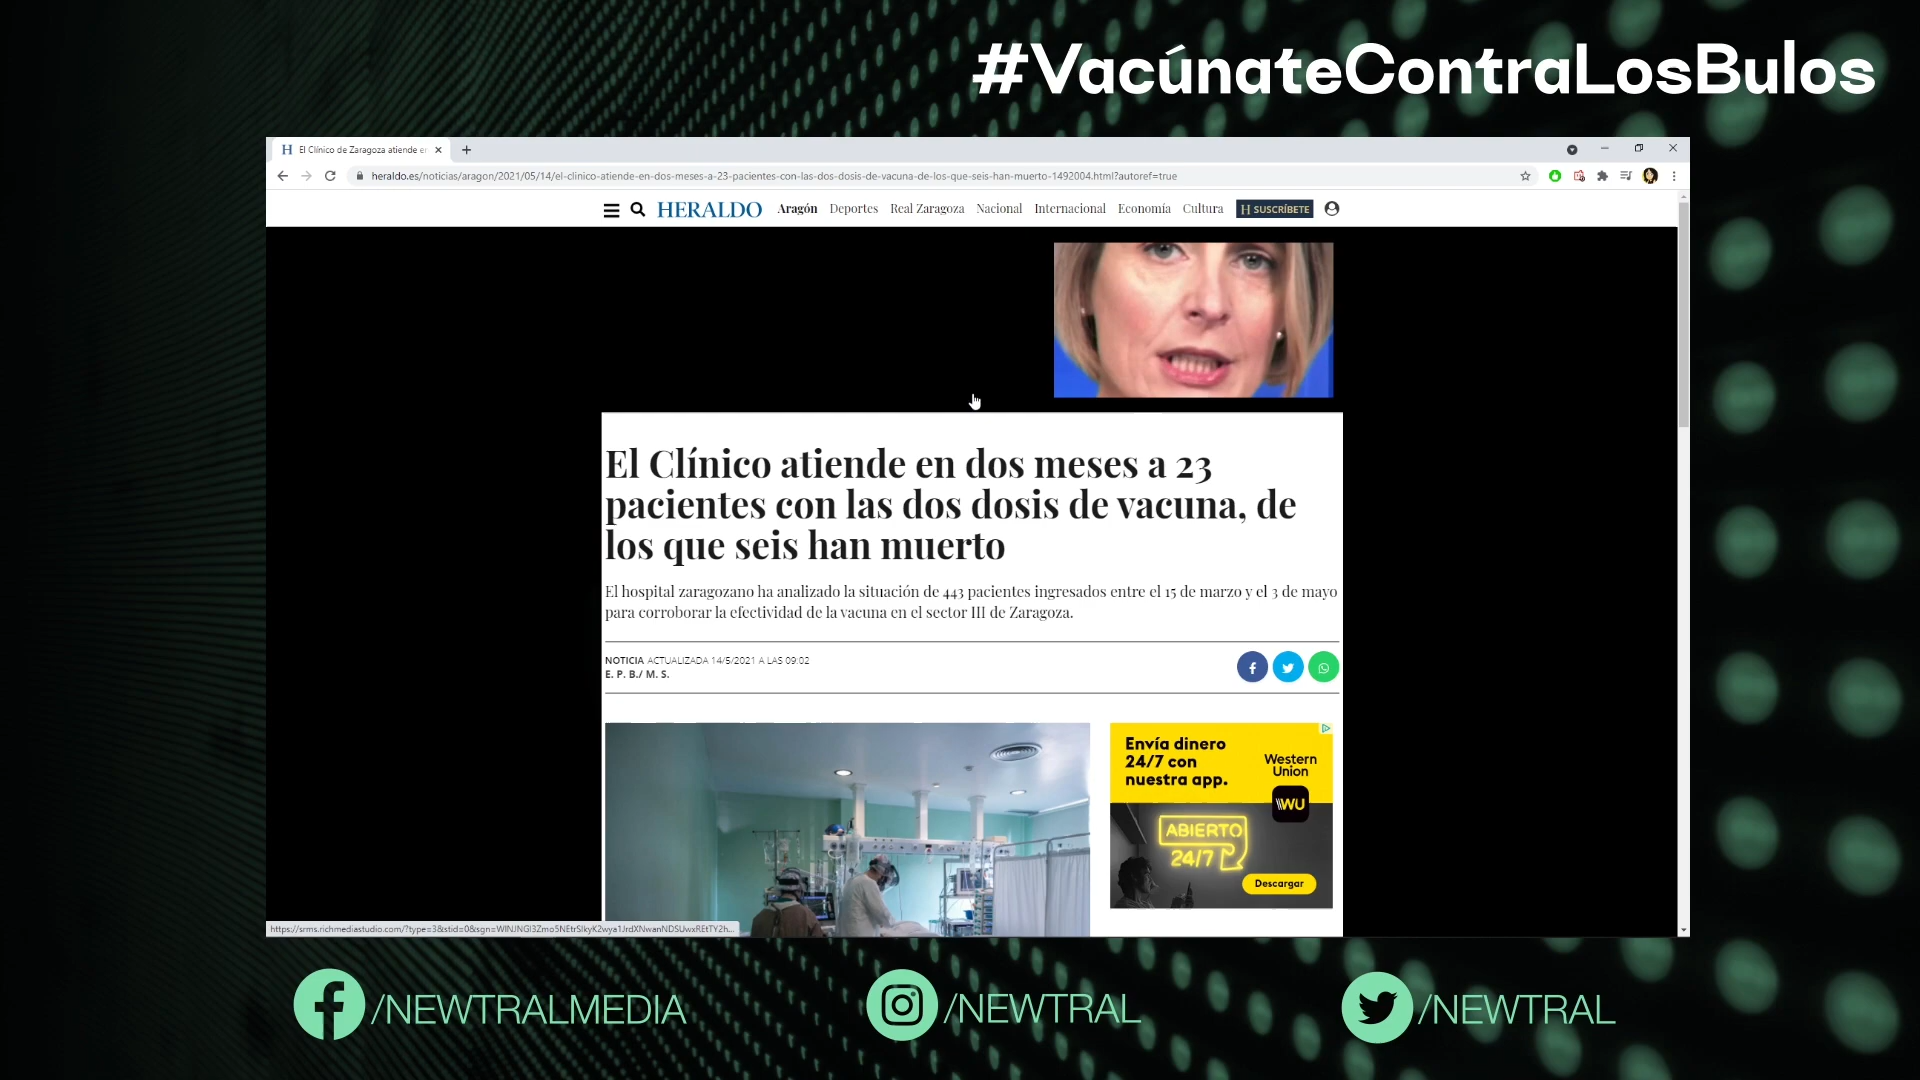 #VacúnateContraLosBulos
H El Clínico de Zaragoza atiende en
heraldo.es/noticias/aragon/2021/05/14/el-clinico-atiende-en-dos-meses-a-23-pacientes-con-las-dos-dosis-de-vacuna-de-los-que-seis-han-muerto-1492004.html?autoref=true
HERALDO Aragón Deportes Real Zaragoza Nacional Internacional Economía Cultura H SUSCRÍBETE
El Clínico atiende en dos meses a 23
pacientes con las dos dosis de vacuna, de
los que seis han muerto
El hospital zaragozano ha analizado la situación de 443 pacientes ingresados entre el 15 de marzo y el 3 de mayo
para corroborar la efectividad de la vacuna en el sector III de Zaragoza.
NOTICIA ACTUALIZADA 14/5/2021 A LAS 09:02
E. P. B./ M. S.
Envía dinero
24/7 con
nuestra app.
Western
Union
WU
ABIERTO
24/7
Descargar
/NEWTRALMEDIA
/NEWTRAL
/NEWTRAL